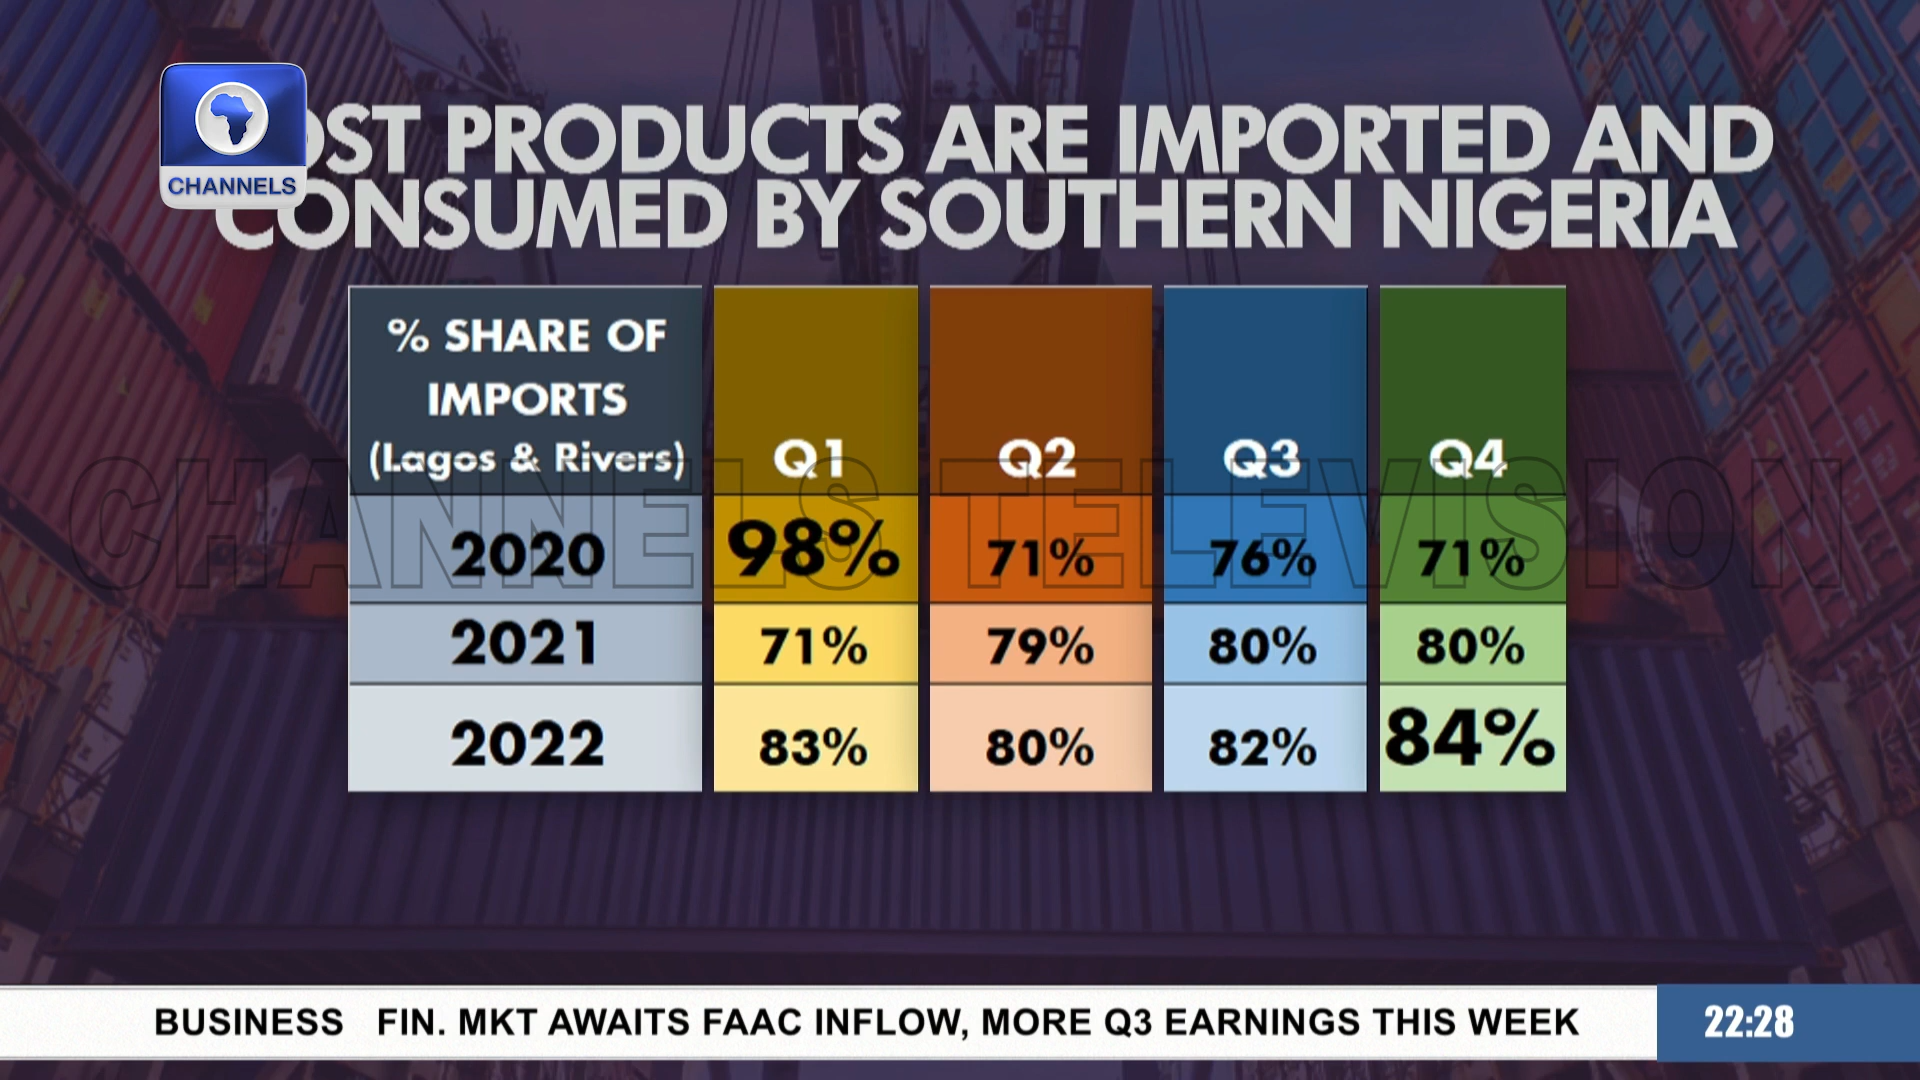 CHANNELS
OST PRODUCTS ARE IMPORTED AND
CONSUMED BY SOUTHERN NIGERIA
% SHARE OF
IMPORTS
(Lagos & Rivers) Q1 Q2 Q3 Q4
2020 98% 71% 76% 71%
2021 71% 79% 80% 80%
2022 83% 80% 82% 84%
CHANNELS TELEVISION
BUSINESS FIN. MKT AWAITS FAAC INFLOW, MORE Q3 EARNINGS THIS WEEK 22:28